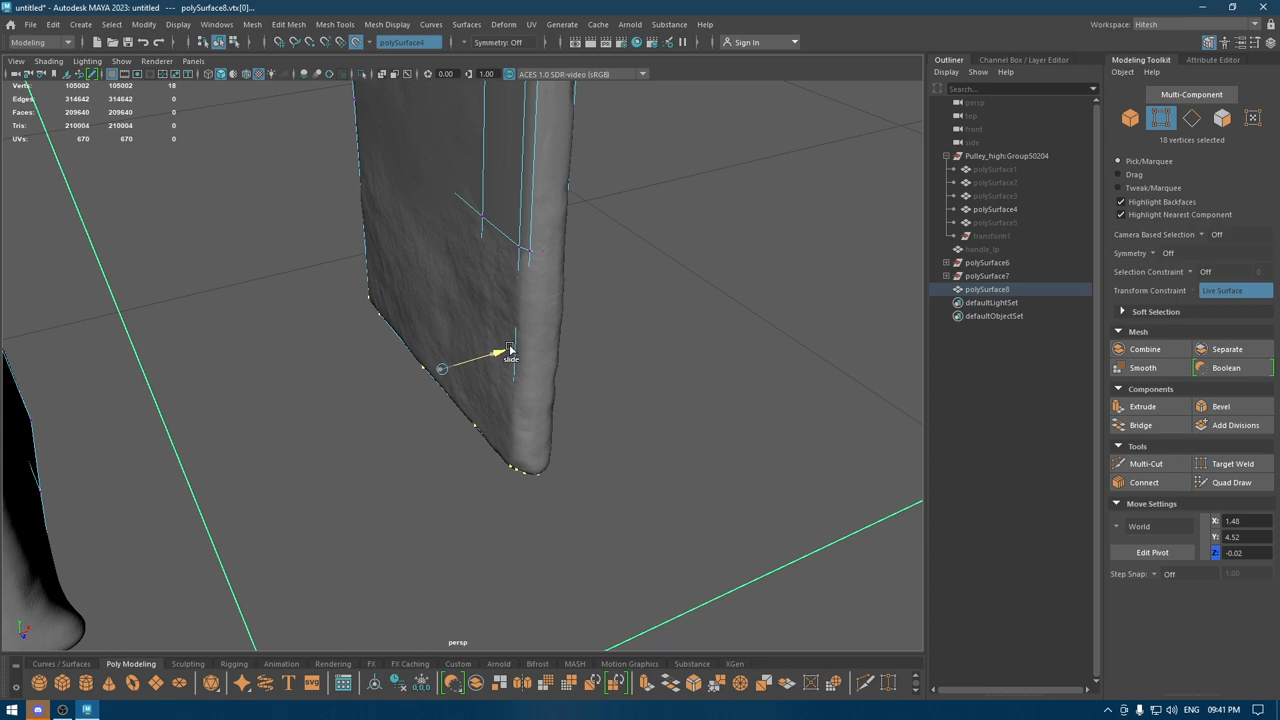 untitled* - Autodesk MAYA 2023: untitled --- polySurface8.vtx[0]...
File Edit Create Select Modify Display Windows Mesh Edit Mesh Mesh Tools Mesh Display Curves Surfaces Deform UV Generate Cache Arnold Substance Help
Workspace: Hitesh
Modeling polySurface4 Symmetry: Off Sign In
View Shading Lighting Show Renderer Panels
0.00 1.00 ACES 1.0 SDR-video (sRGB)
Verts: 105002 105002 18
Edges: 314642 314642 0
Faces: 209640 209640 0
Tris: 210004 210004 0
UVs: 670 670 0
slide
persp
Outliner Channel Box / Layer Editor
Display Show Help
Search...
persp
top
front
side
Pulley_high:Group50204
polySurface1
polySurface2
polySurface3
polySurface4
polySurface5
transform1
handle_lp
polySurface6
polySurface7
polySurface8
defaultLightSet
defaultObjectSet
Modeling Toolkit Attribute Editor
Object Help
Multi-Component
18 vertices selected
Pick/Marquee
Drag
Tweak/Marquee
Highlight Backfaces
Highlight Nearest Component
Camera Based Selection Off
Symmetry Off
Selection Constraint Off 0
Transform Constraint Live Surface
Soft Selection
Mesh
Combine Separate
Smooth Boolean
Components
Extrude Bevel
Bridge Add Divisions
Tools
Multi-Cut Target Weld
Connect Quad Draw
Move Settings
World X: 1.48
Y: 4.52
Edit Pivot Z: -0.02
Step Snap: Off 1.00
Curves / Surfaces Poly Modeling Sculpting Rigging Animation Rendering FX FX Caching Custom Arnold Bifrost MASH Motion Graphics Substance XGen
T SVG 0,0,0
ENG 09:41 PM